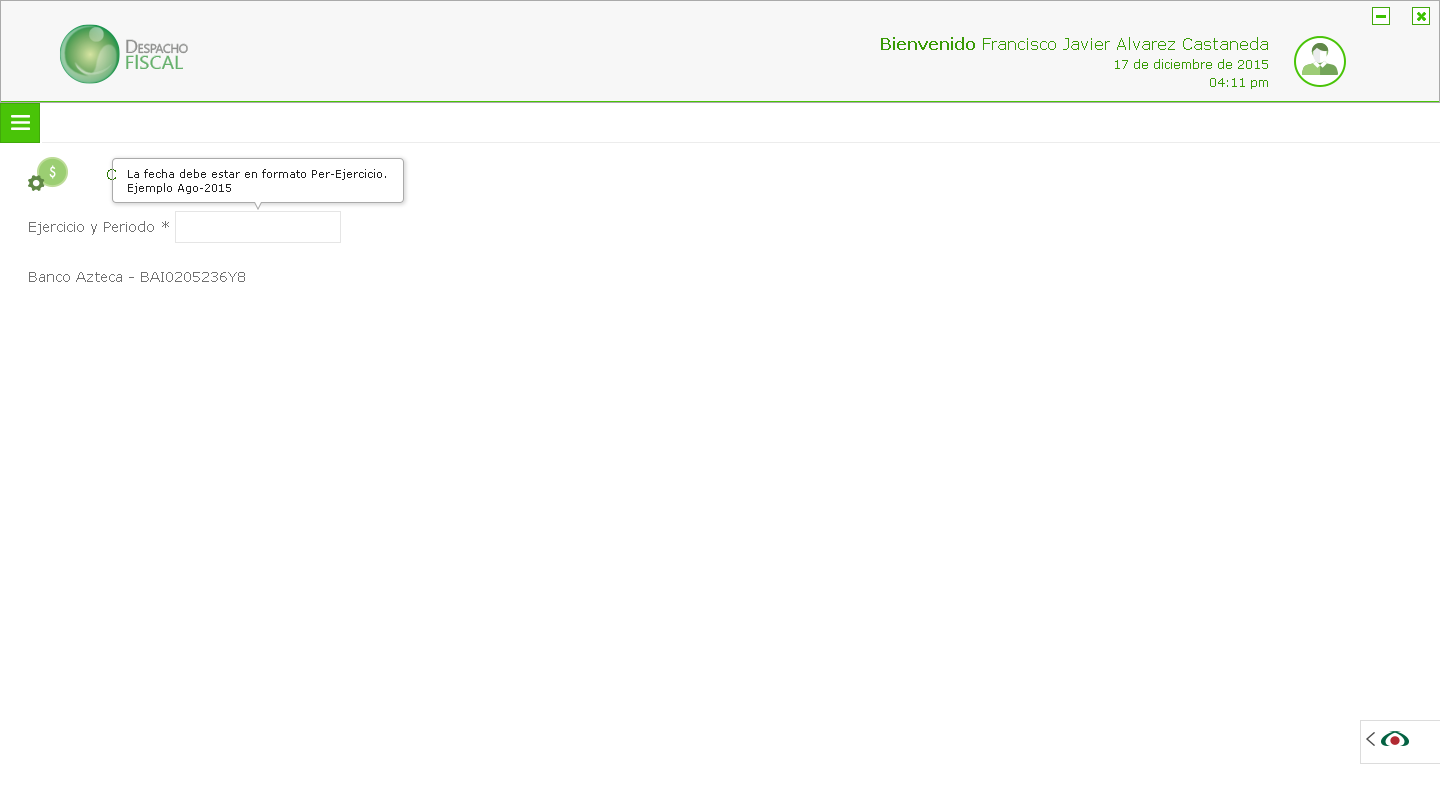 DESPACHO
FISCAL
Bienvenido Francisco Javier Alvarez Castaneda
17 de diciembre de 2015
04:11 pm
$
La fecha debe estar en formato Per-Ejercicio.
Ejemplo Ago-2015
Ejercicio y Periodo *
Banco Azteca - BAI0205236Y8